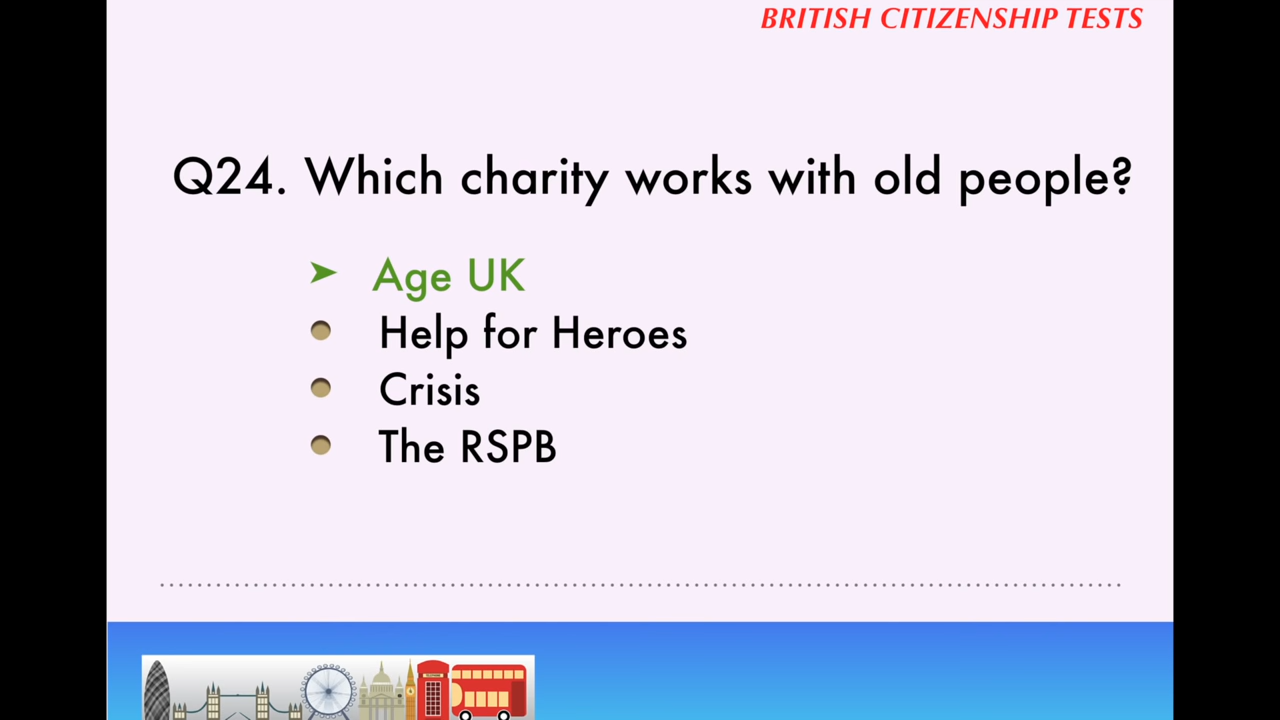 BRITISH CITIZENSHIP TESTS
Q24. Which charity works with old people?
Age UK
Help for Heroes
Crisis
The RSPB